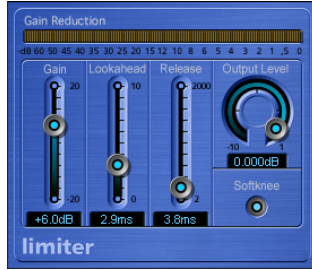 Gain Reduction
-dB 60 50 45 40 35 30 25 20 15 12 10 8 6 5 4 3 2 1 .5 0
Gain Lookahead Release Output Level
20 10 2000
-10 1
0.000dB
Softknee
-20 0 2
+6.0dB 2.9ms 3.8ms
limiter